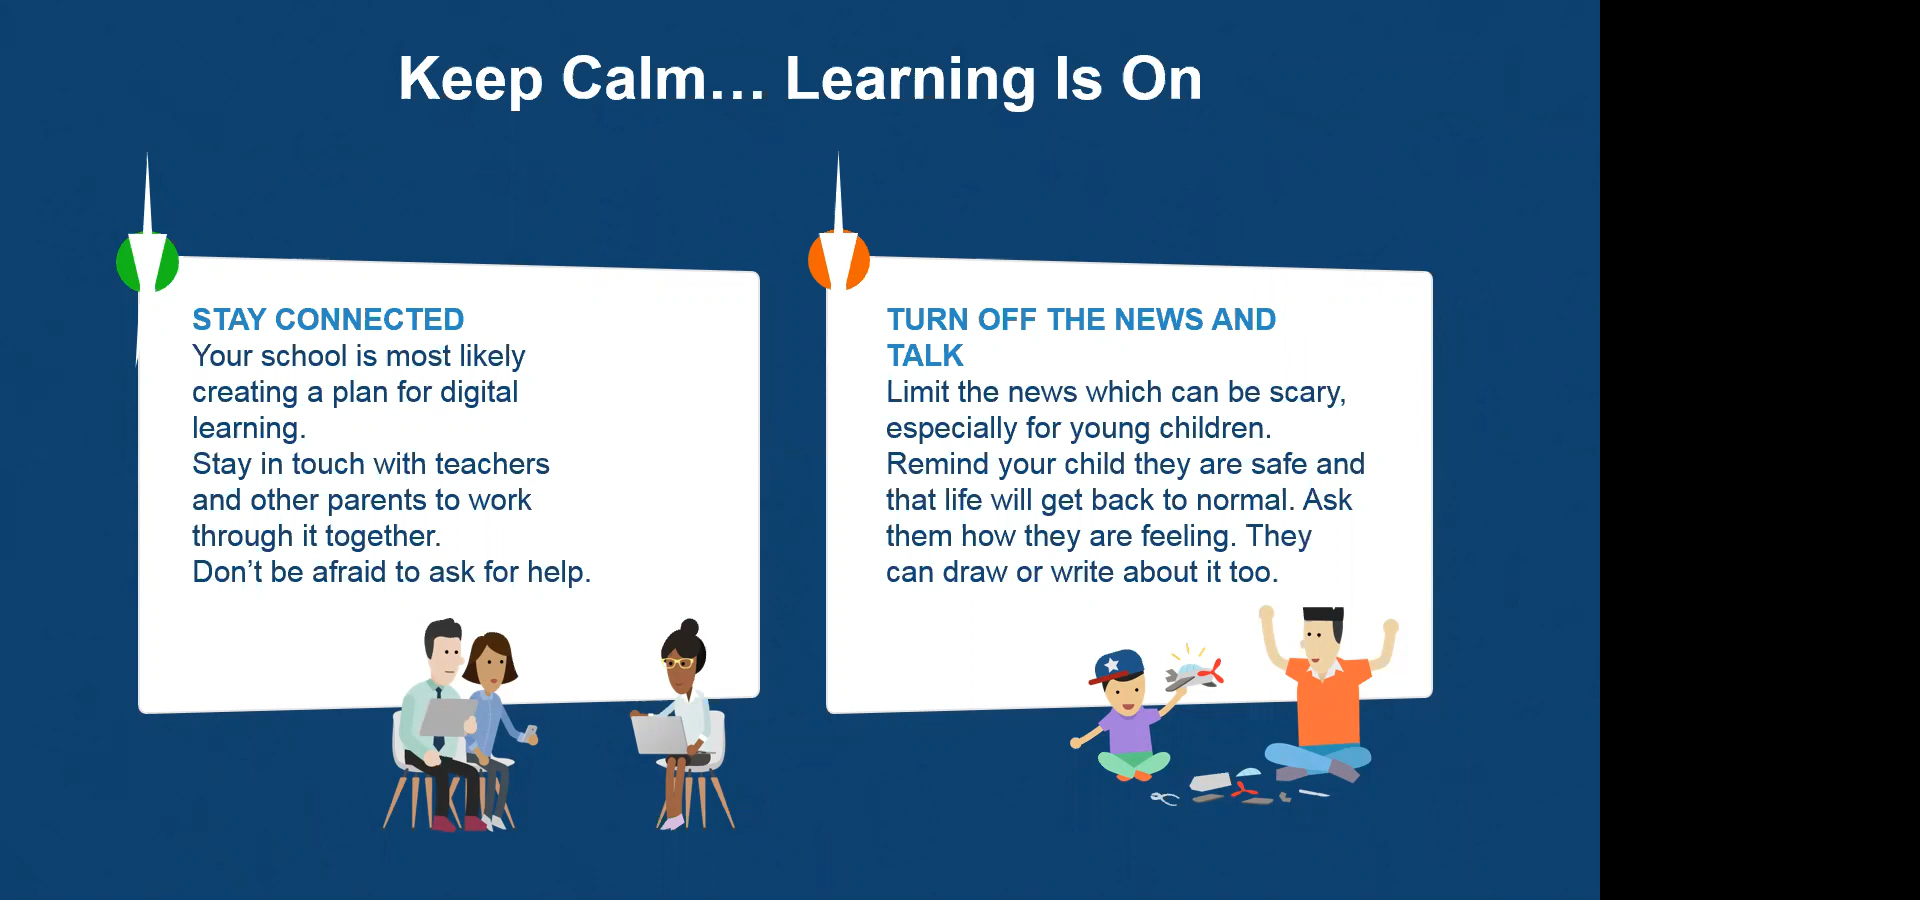 Keep Calm… Learning Is On
STAY CONNECTED
Your school is most likely
creating a plan for digital
learning.
Stay in touch with teachers
and other parents to work
through it together.
Don’t be afraid to ask for help.
TURN OFF THE NEWS AND
TALK
Limit the news which can be scary,
especially for young children.
Remind your child they are safe and
that life will get back to normal. Ask
them how they are feeling. They
can draw or write about it too.